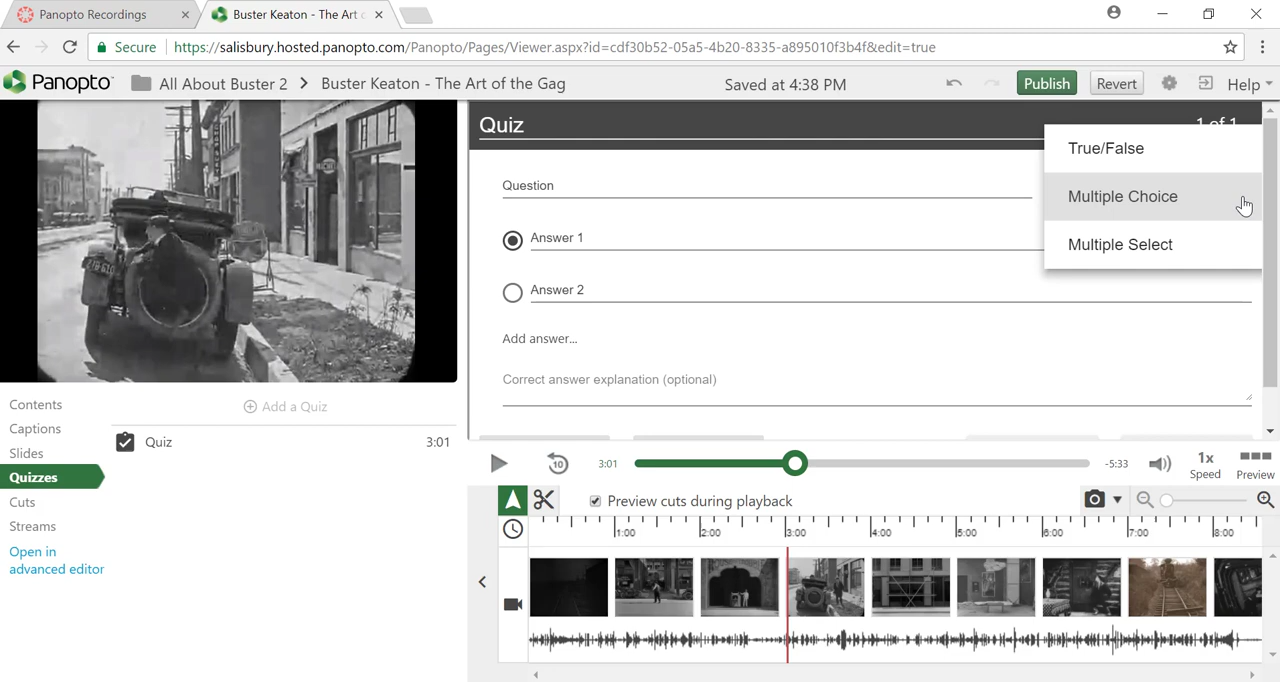 Panopto Recordings
Buster Keaton - The Art
Secure
https://salisbury.hosted.panopto.com/Panopto/Pages/Viewer.aspx?id=cdf30b52-05a5-4b20-8335-a895010f3b4f&edit=true
Panopto
All About Buster 2 > Buster Keaton - The Art of the Gag
Saved at 4:38 PM
Publish
Revert
Help
Quiz
1 of 1
True/False
Multiple Choice
Multiple Select
Question
Answer 1
Answer 2
Add answer...
Correct answer explanation (optional)
Contents
Captions
Slides
Quizzes
Cuts
Streams
Open in
advanced editor
Add a Quiz
Quiz 3:01
10
3:01
-5:33
1x
Speed
Preview
Preview cuts during playback
1:00 2:00 3:00 4:00 5:00 6:00 7:00 8:00